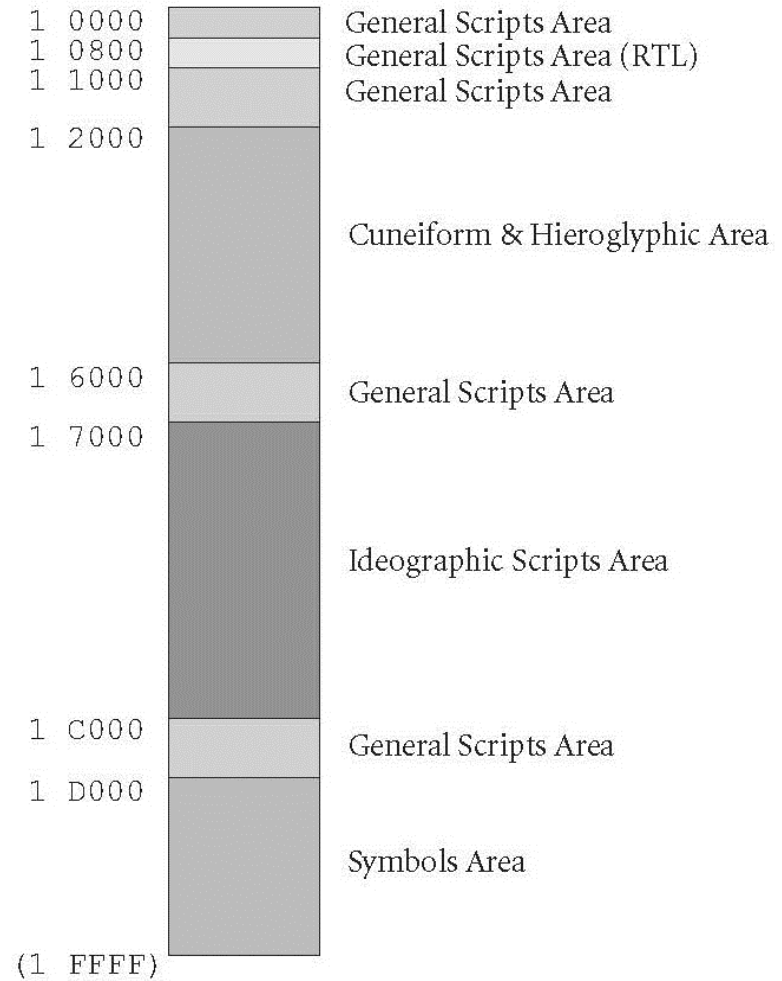 1 0000 General Scripts Area
1 0800 General Scripts Area (RTL)
1 1000 General Scripts Area
1 2000
Cuneiform & Hieroglyphic Area
1 6000 General Scripts Area
1 7000
Ideographic Scripts Area
1 C000 General Scripts Area
1 D000
Symbols Area
(1 FFFF)